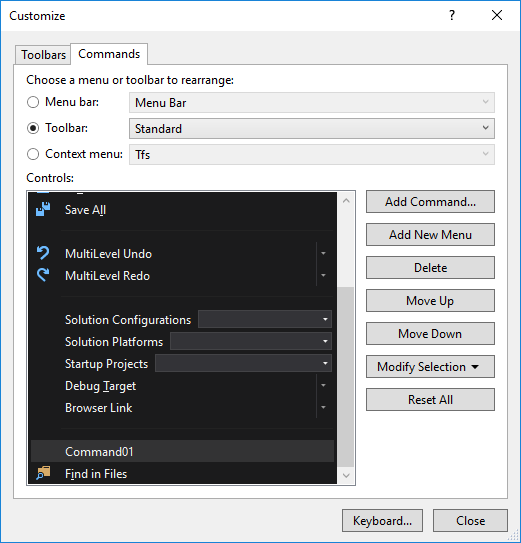 Customize
Toolbars Commands
Choose a menu or toolbar to rearrange:
Menu bar: Menu Bar
Toolbar: Standard
Context menu: Tfs
Controls:
Save All
MultiLevel Undo
MultiLevel Redo
Solution Configurations
Solution Platforms
Startup Projects
Debug Target
Browser Link
Command01
Find in Files
Add Command...
Add New Menu
Delete
Move Up
Move Down
Modify Selection
Reset All
Keyboard... Close